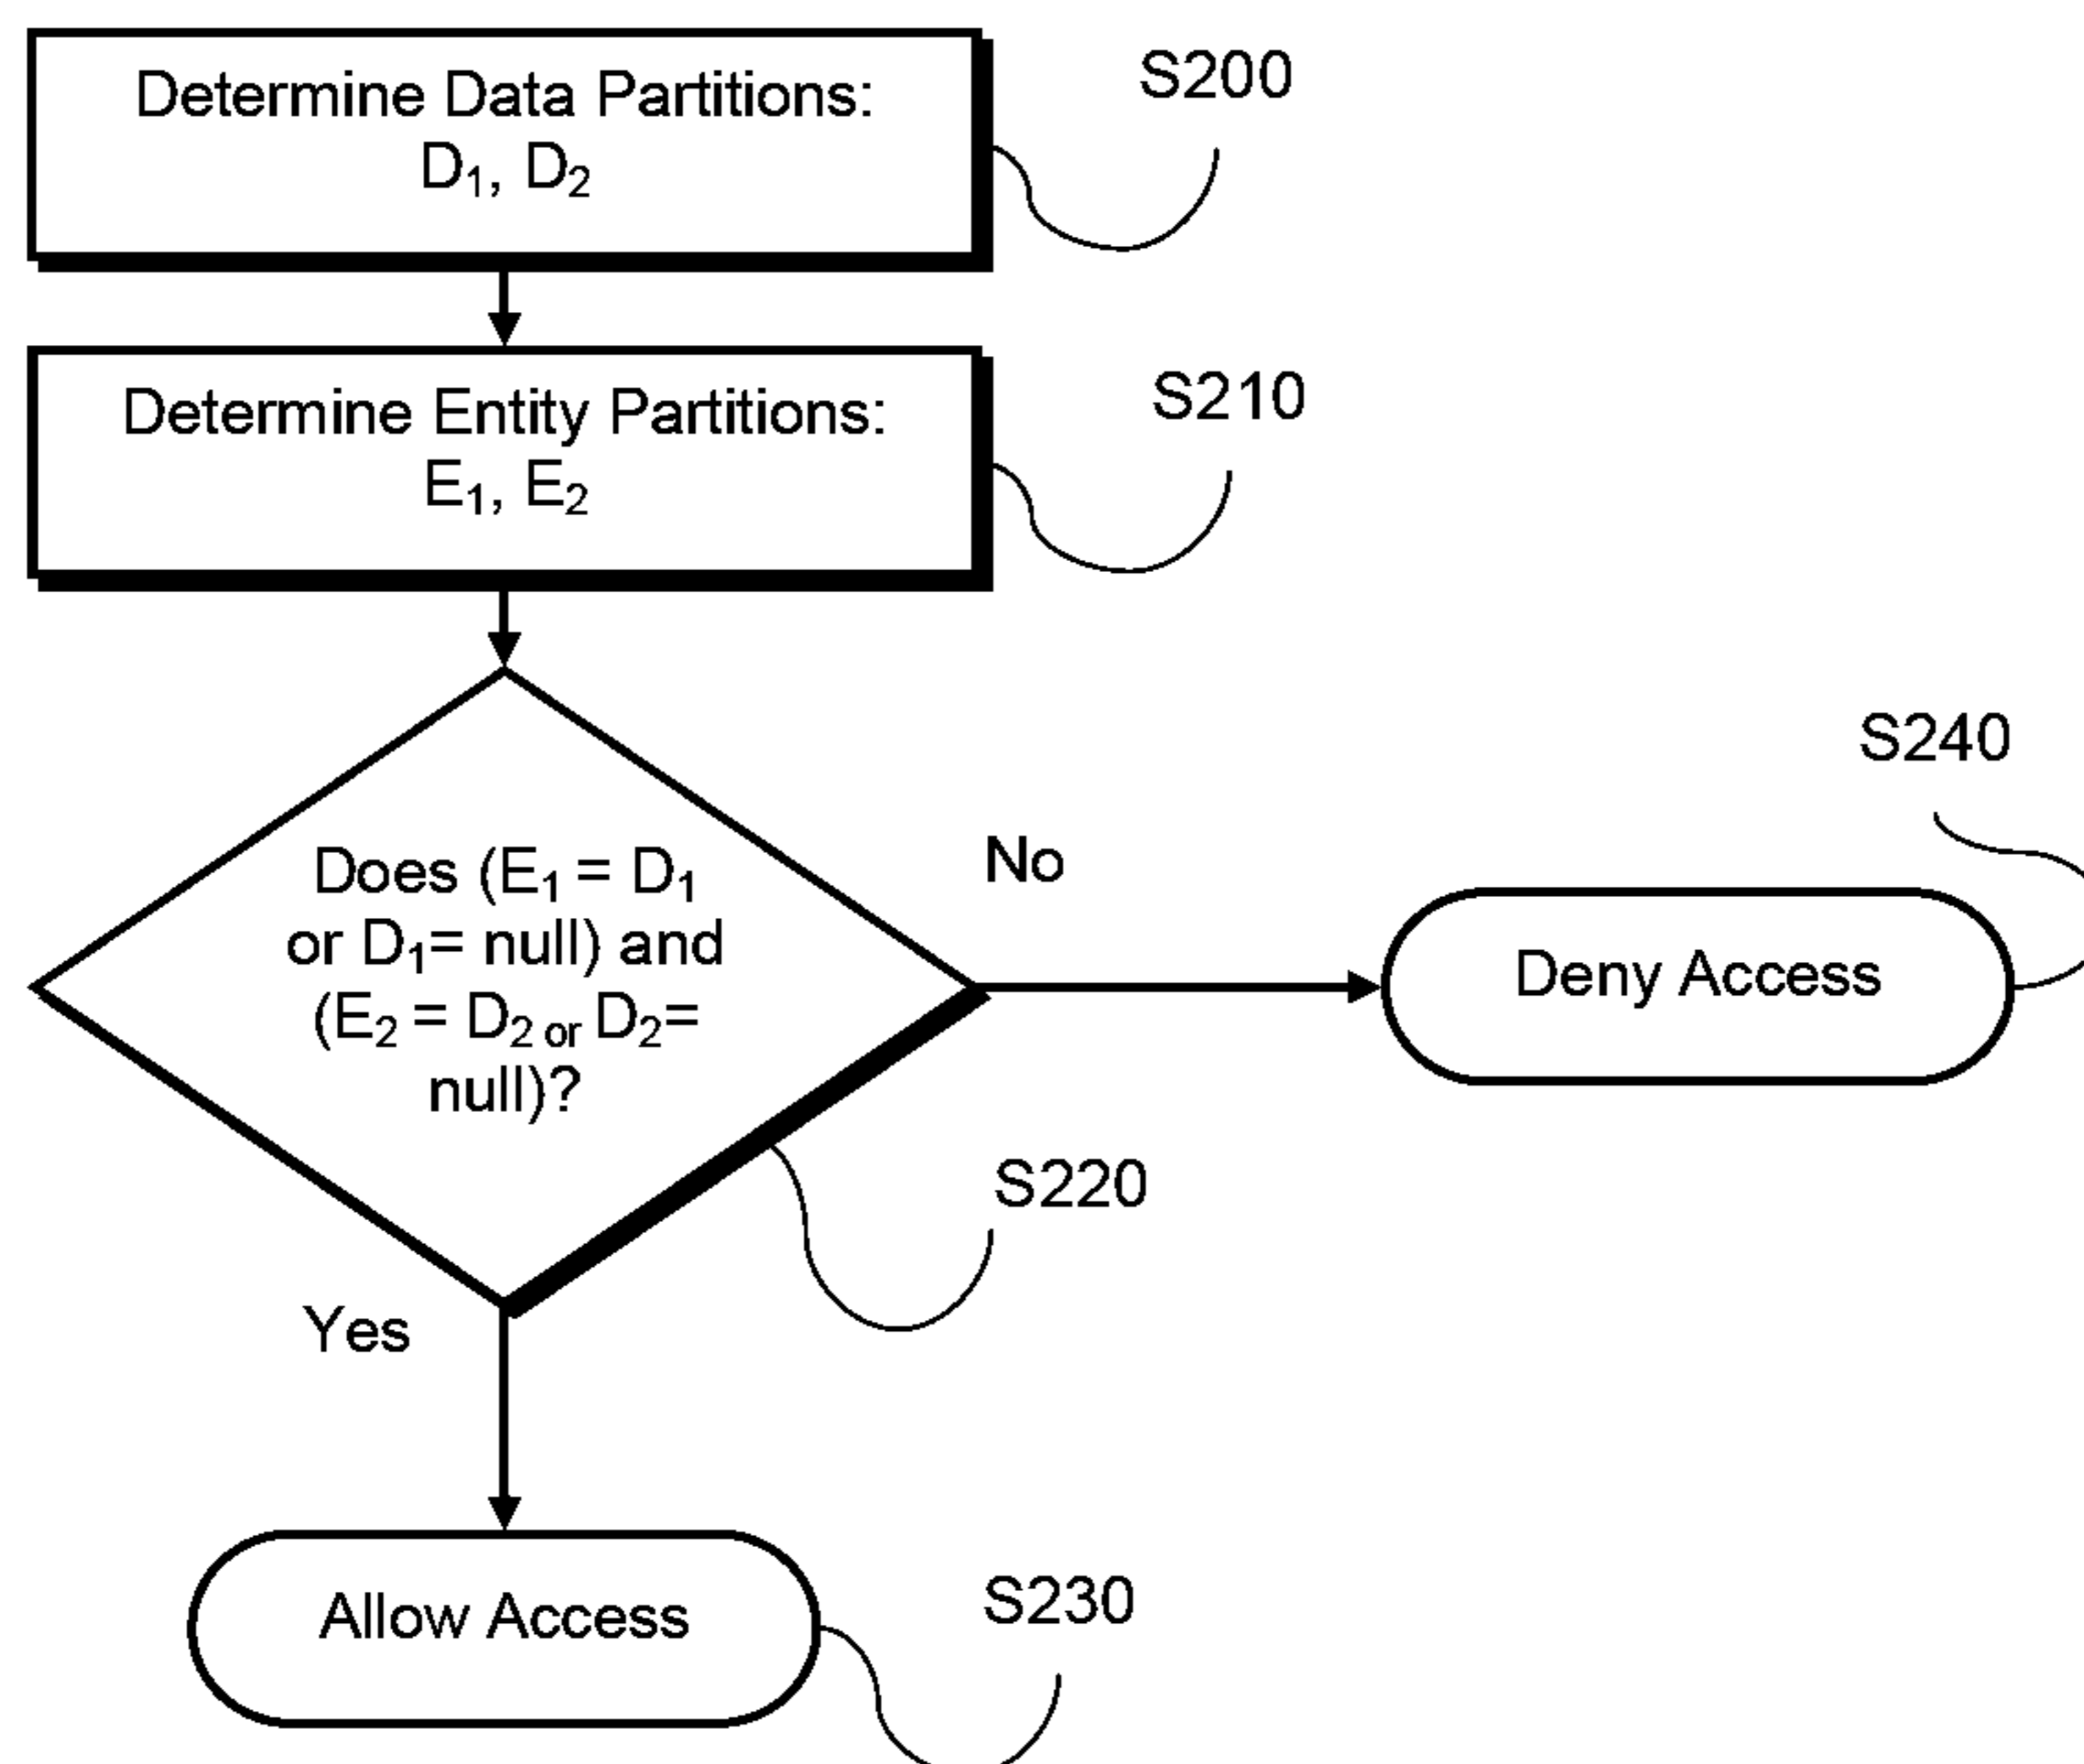 Determine Data Partitions:
D₁, D₂
S200
Determine Entity Partitions:
E₁, E₂
S210
Does (E₁ = D₁
or D₁= null) and
(E₂ = D₂ or D₂=
null)?
No
S240
Deny Access
S220
Yes
Allow Access
S230